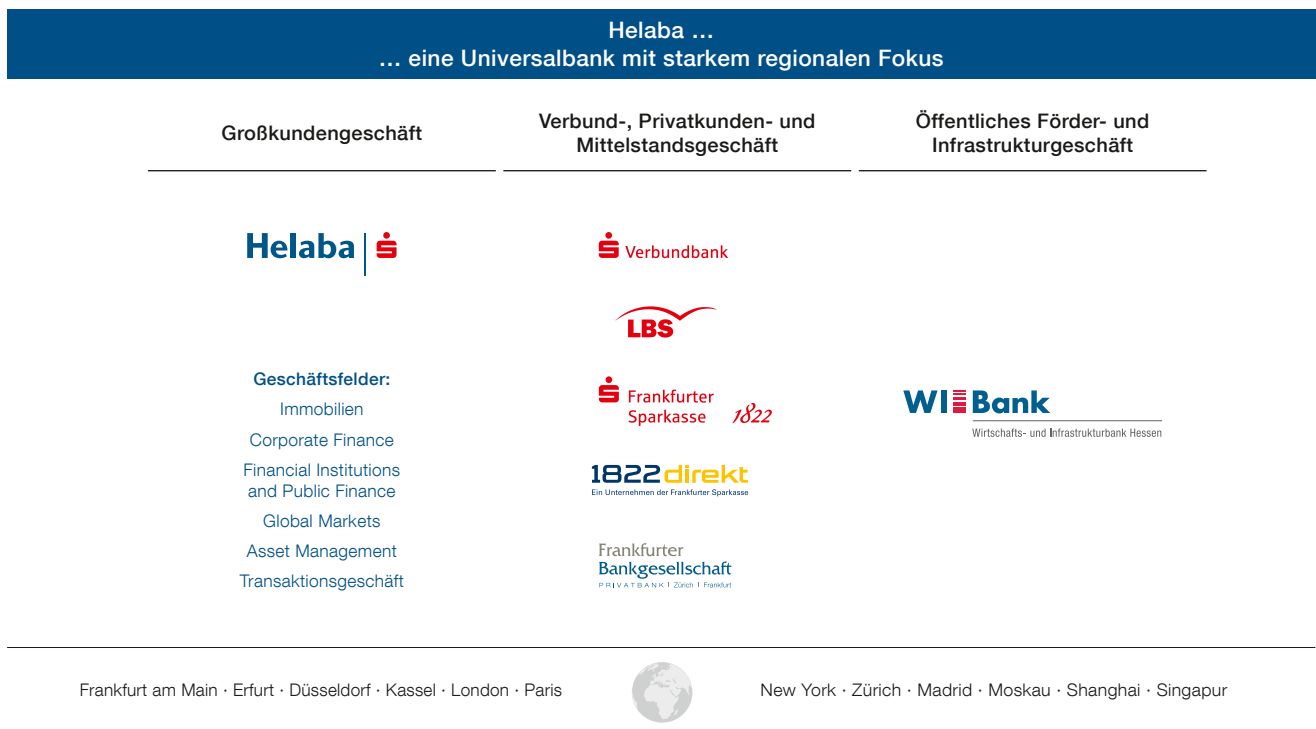 Helaba …
… eine Universalbank mit starkem regionalen Fokus
Großkundengeschäft
Verbund-, Privatkunden- und
Mittelstandsgeschäft
Öffentliches Förder- und
Infrastrukturgeschäft
Helaba
Verbundbank
LBS
Geschäftsfelder:
Immobilien
Corporate Finance
Financial Institutions
and Public Finance
Global Markets
Asset Management
Transaktionsgeschäft
Frankfurter
Sparkasse 1822
1822direkt
Ein Unternehmen der Frankfurter Sparkasse
Frankfurter
Bankgesellschaft
PRIVATBANK | Zürich | Frankfurt
WIBank
Wirtschafts- und Infrastrukturbank Hessen
Frankfurt am Main · Erfurt · Düsseldorf · Kassel · London · Paris
New York · Zürich · Madrid · Moskau · Shanghai · Singapur